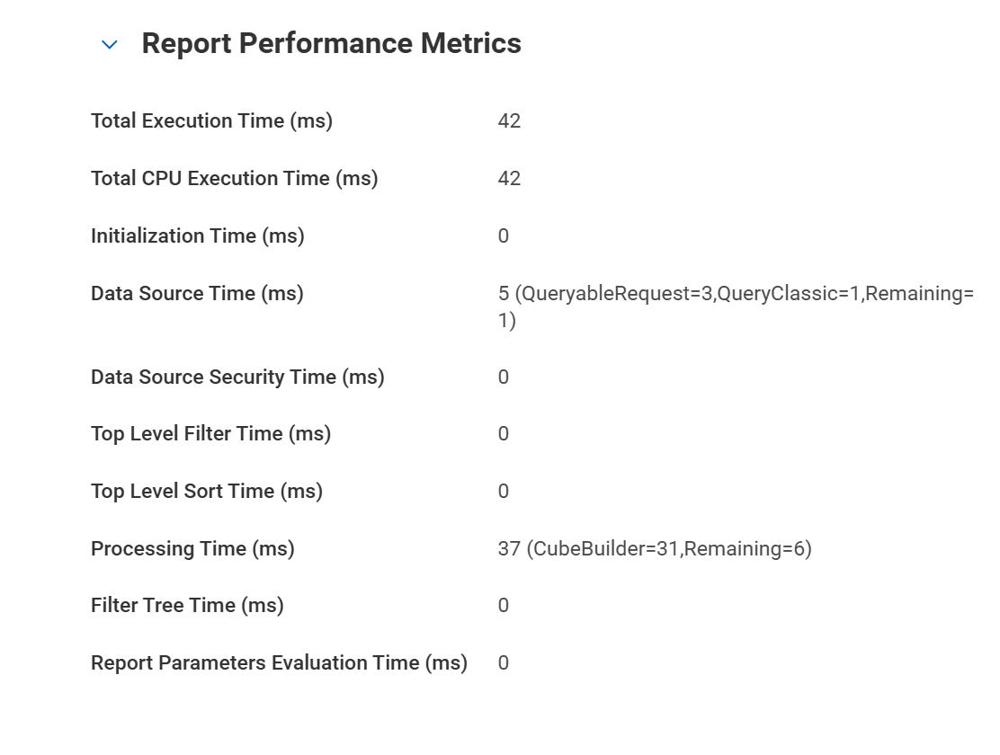 Report Performance Metrics
Total Execution Time (ms) 42
Total CPU Execution Time (ms) 42
Initialization Time (ms) 0
Data Source Time (ms) 5 (QueryableRequest=3,QueryClassic=1,Remaining=
1)
Data Source Security Time (ms) 0
Top Level Filter Time (ms) 0
Top Level Sort Time (ms) 0
Processing Time (ms) 37 (CubeBuilder=31,Remaining=6)
Filter Tree Time (ms) 0
Report Parameters Evaluation Time (ms) 0